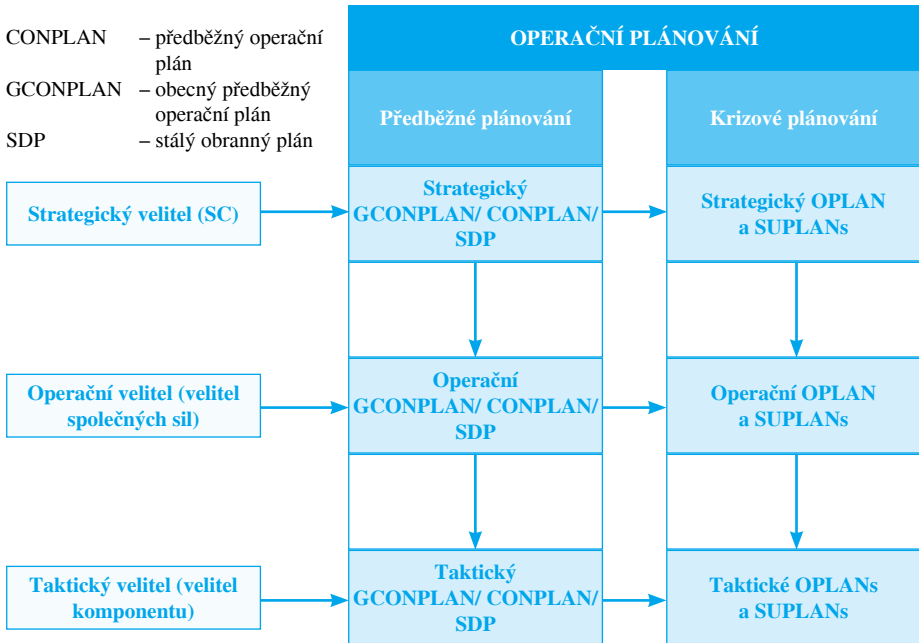 CONPLAN – předběžný operační
plán
GCONPLAN – obecný předběžný
operační plán
SDP – stálý obranný plán
OPERAČNÍ PLÁNOVÁNÍ
Předběžné plánování
Krizové plánování
Strategický velitel (SC)
Strategický
GCONPLAN/ CONPLAN/
SDP
Strategický OPLAN
a SUPLANs
Operační velitel (velitel
společných sil)
Operační
GCONPLAN/ CONPLAN/
SDP
Operační OPLAN
a SUPLANs
Taktický velitel (velitel
komponentu)
Taktický
GCONPLAN/ CONPLAN/
SDP
Taktické OPLANs
a SUPLANs